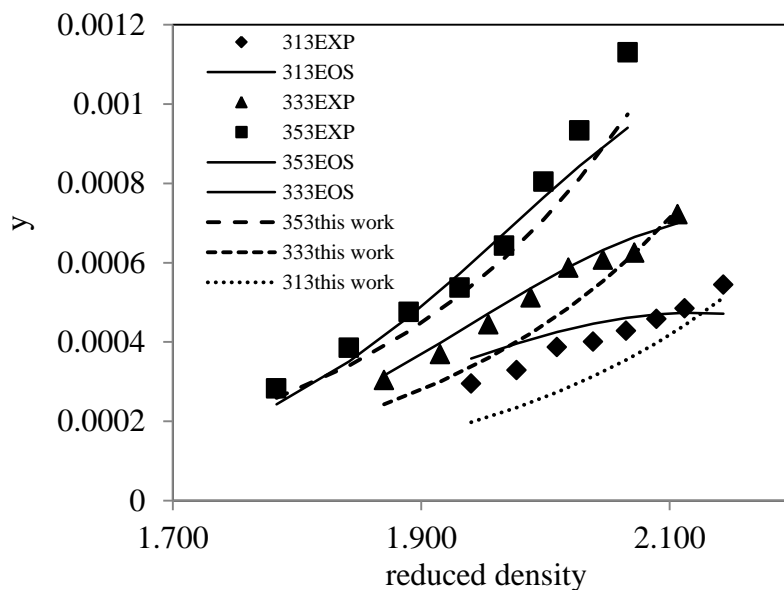 0.0012
0.001
0.0008
0.0006
0.0004
0.0002
0
y
313EXP
313EOS
333EXP
353EXP
353EOS
333EOS
353this work
333this work
313this work
1.700
1.900
2.100
reduced density